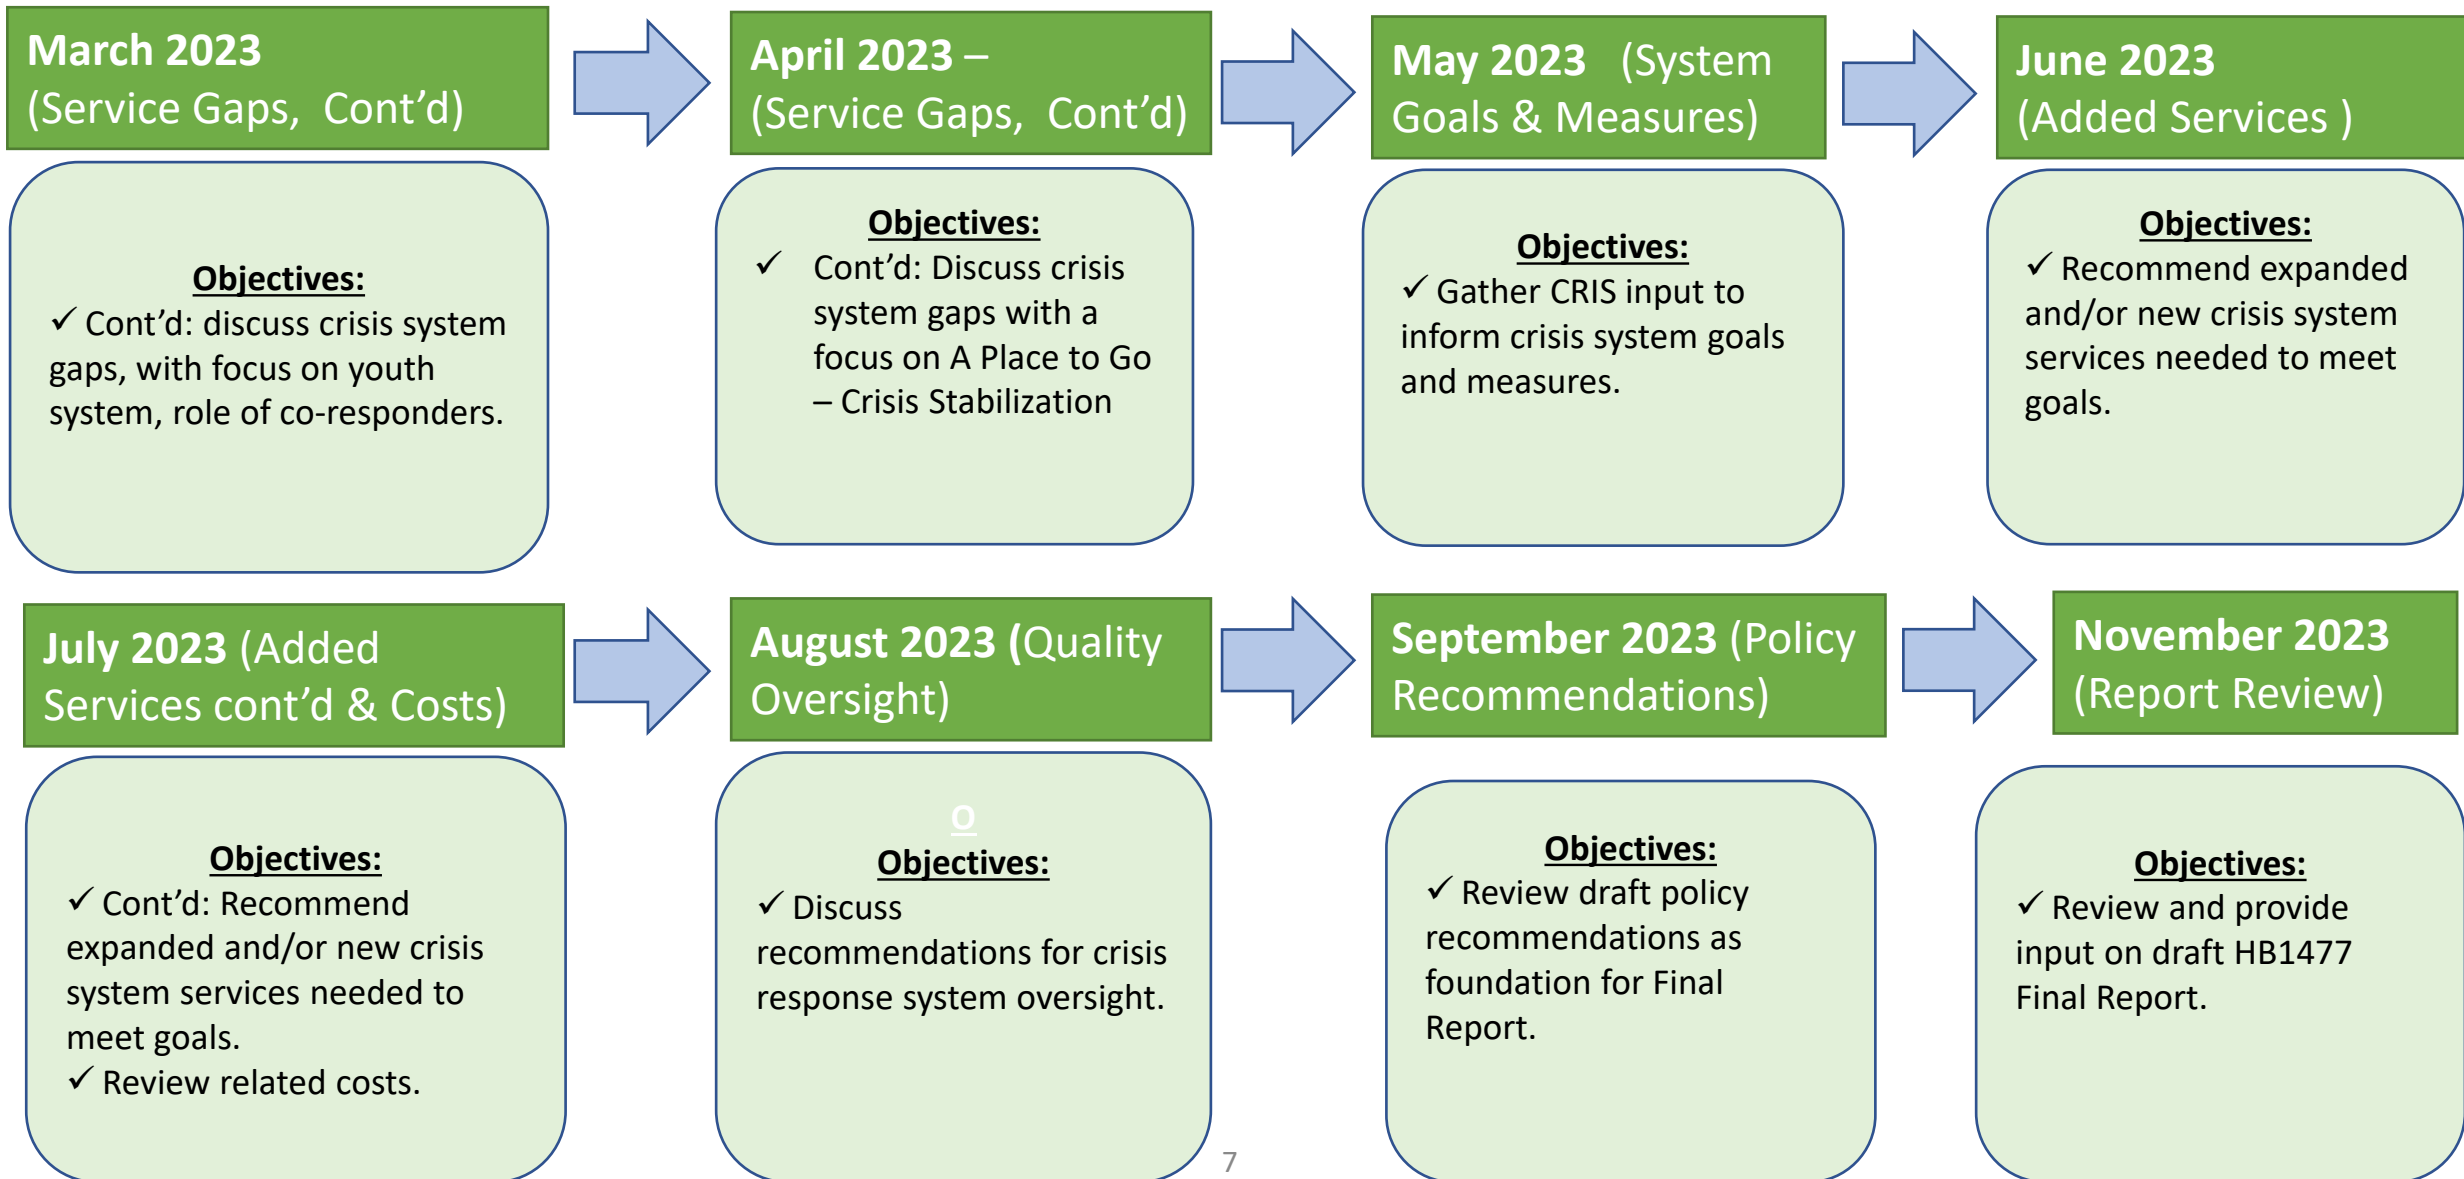 March 2023
(Service Gaps, Cont’d)
Objectives:
✓ Cont’d: discuss crisis system
gaps, with focus on youth
system, role of co-responders.
April 2023 –
(Service Gaps, Cont’d)
Objectives:
✓ Cont’d: Discuss crisis
system gaps with a
focus on A Place to Go
– Crisis Stabilization
May 2023 (System
Goals & Measures)
Objectives:
✓ Gather CRIS input to
inform crisis system goals
and measures.
June 2023
(Added Services )
Objectives:
✓ Recommend expanded
and/or new crisis system
services needed to meet
goals.
July 2023 (Added
Services cont’d & Costs)
Objectives:
✓ Cont’d: Recommend
expanded and/or new crisis
system services needed to
meet goals.
✓ Review related costs.
August 2023 (Quality
Oversight)
O
Objectives:
✓ Discuss
recommendations for crisis
response system oversight.
September 2023 (Policy
Recommendations)
Objectives:
✓ Review draft policy
recommendations as
foundation for Final
Report.
November 2023
(Report Review)
Objectives:
✓ Review and provide
input on draft HB1477
Final Report.
7